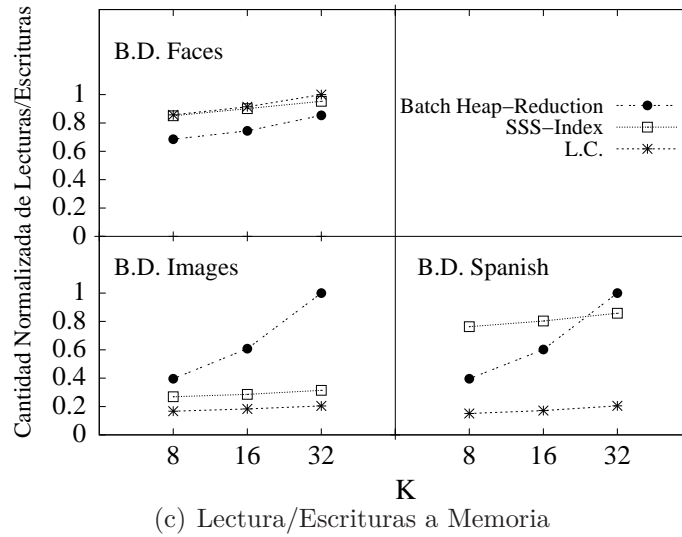 Cantidad Normalizada de Lecturas/Escrituras
B.D. Faces
1
0.8
0.6
0.4
0.2
0
Batch Heap-Reduction
SSS-Index
L.C.
B.D. Images
B.D. Spanish
1
0.8
0.6
0.4
0.2
0
8 16 32 8 16 32
K
(c) Lectura/Escrituras a Memoria